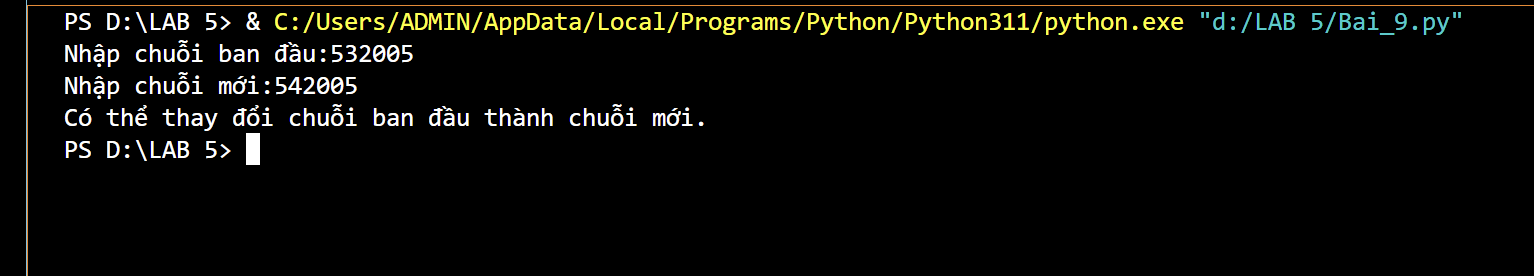 PS D:\LAB 5> & C:/Users/ADMIN/AppData/Local/Programs/Python/Python311/python.exe "d:/LAB 5/Bai_9.py"
Nhập chuỗi ban đầu:532005
Nhập chuỗi mới:542005
Có thể thay đổi chuỗi ban đầu thành chuỗi mới.
PS D:\LAB 5>